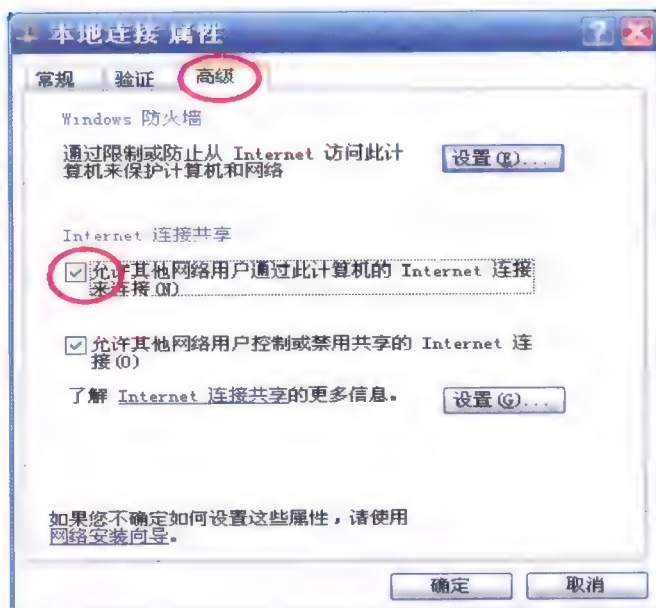 本地连接 属性
常规 验证 高级
Windows 防火墙
通过限制或防止从 Internet 访问此计
算机来保护计算机和网络
设置(E)...
Internet 连接共享
允许其他网络用户通过此计算机的 Internet 连接
来连接(N)
允许其他网络用户控制或禁用共享的 Internet 连
接(O)
了解 Internet 连接共享的更多信息。
设置(G)...
如果您不确定如何设置这些属性，请使用
网络安装向导。
确定 取消